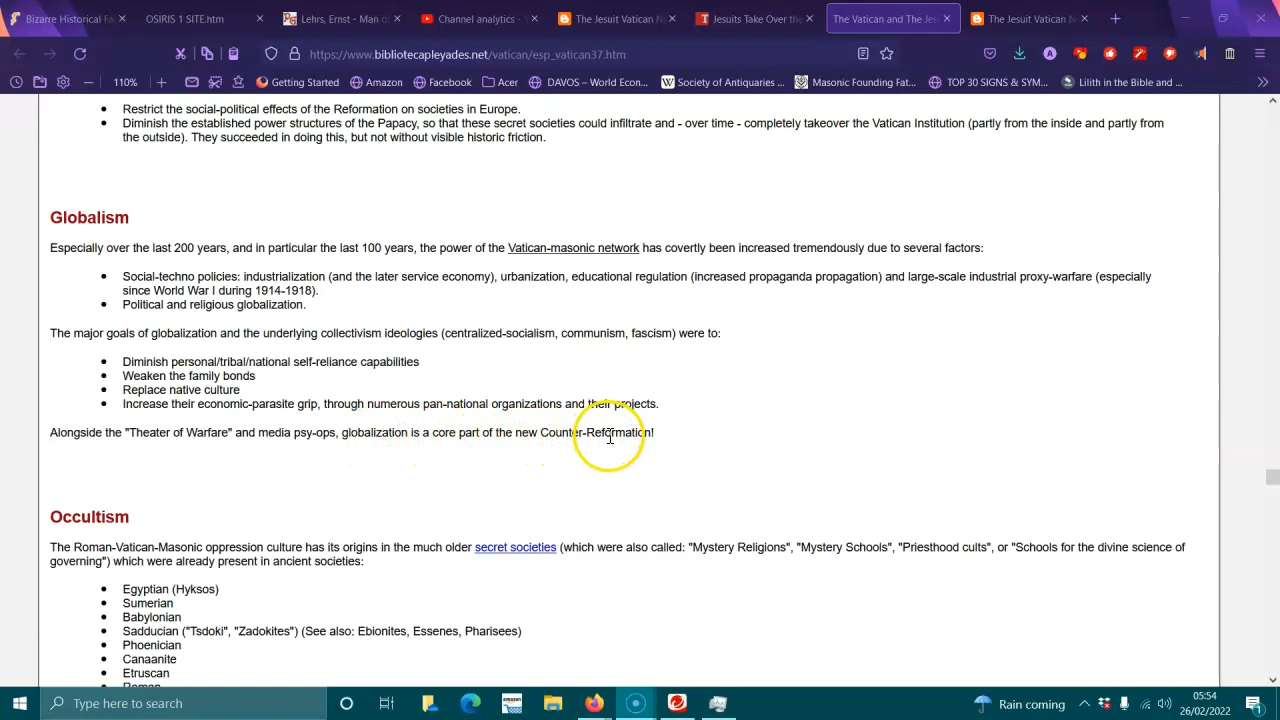 Bizarre Historical Fa
OSIRIS 1 SITE.htm
Lehrs, Ernst - Man o
Channel analytics -
The Jesuit Vatican N
Jesuits Take Over the
The Vatican and The Jes
The Jesuit Vatican N
https://www.bibliotecapleyades.net/vatican/esp_vatican37.htm
110%
Getting Started
Amazon
Facebook
Acer
DAVOS – World Econ...
Society of Antiquaries ...
Masonic Founding Fat...
TOP 30 SIGNS & SYM...
Lilith in the Bible and ...
Restrict the social-political effects of the Reformation on societies in Europe.
Diminish the established power structures of the Papacy, so that these secret societies could infiltrate and - over time - completely takeover the Vatican Institution (partly from the inside and partly from
the outside). They succeeded in doing this, but not without visible historic friction.
Globalism
Especially over the last 200 years, and in particular the last 100 years, the power of the Vatican-masonic network has covertly been increased tremendously due to several factors:
Social-techno policies: industrialization (and the later service economy), urbanization, educational regulation (increased propaganda propagation) and large-scale industrial proxy-warfare (especially
since World War I during 1914-1918).
Political and religious globalization.
The major goals of globalization and the underlying collectivism ideologies (centralized-socialism, communism, fascism) were to:
Diminish personal/tribal/national self-reliance capabilities
Weaken the family bonds
Replace native culture
Increase their economic-parasite grip, through numerous pan-national organizations and their projects.
Alongside the "Theater of Warfare" and media psy-ops, globalization is a core part of the new Counter-Reformation!
Occultism
The Roman-Vatican-Masonic oppression culture has its origins in the much older secret societies (which were also called: "Mystery Religions", "Mystery Schools", "Priesthood cults", or "Schools for the divine science of
governing") which were already present in ancient societies:
Egyptian (Hyksos)
Sumerian
Babylonian
Sadducian ("Tsdoki", "Zadokites") (See also: Ebionites, Essenes, Pharisees)
Phoenician
Canaanite
Etruscan
Roman
Type here to search
Rain coming
05:54
26/02/2022